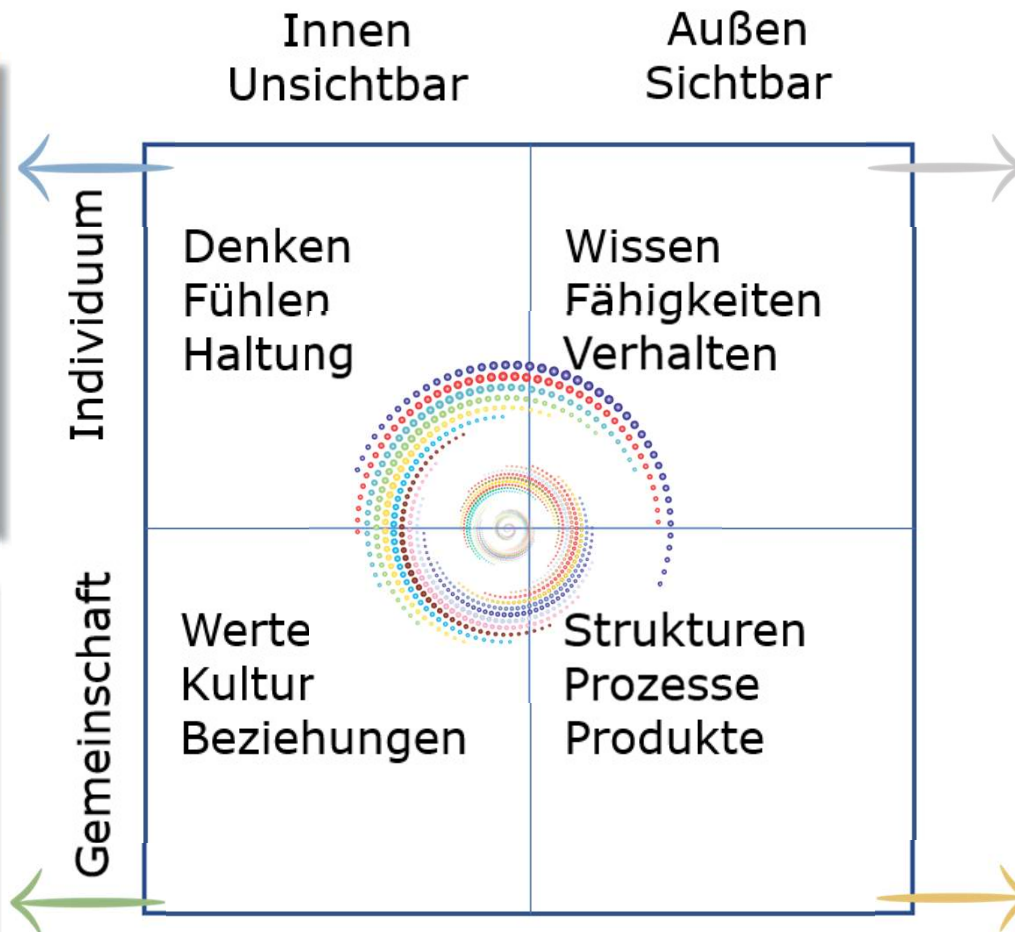 Innen
Unsichtbar
Außen
Sichtbar
Individuum
Denken
Fühlen
Haltung
Wissen
Fähigkeiten
Verhalten
Gemeinschaft
Werte
Kultur
Beziehungen
Strukturen
Prozesse
Produkte